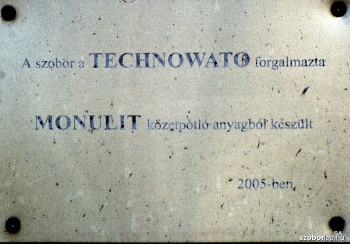 A szobor a TECHNOWATO forgalmazta
MONULIT kőzetpótló anyagból készült
2005-ben
szoborlap.hu